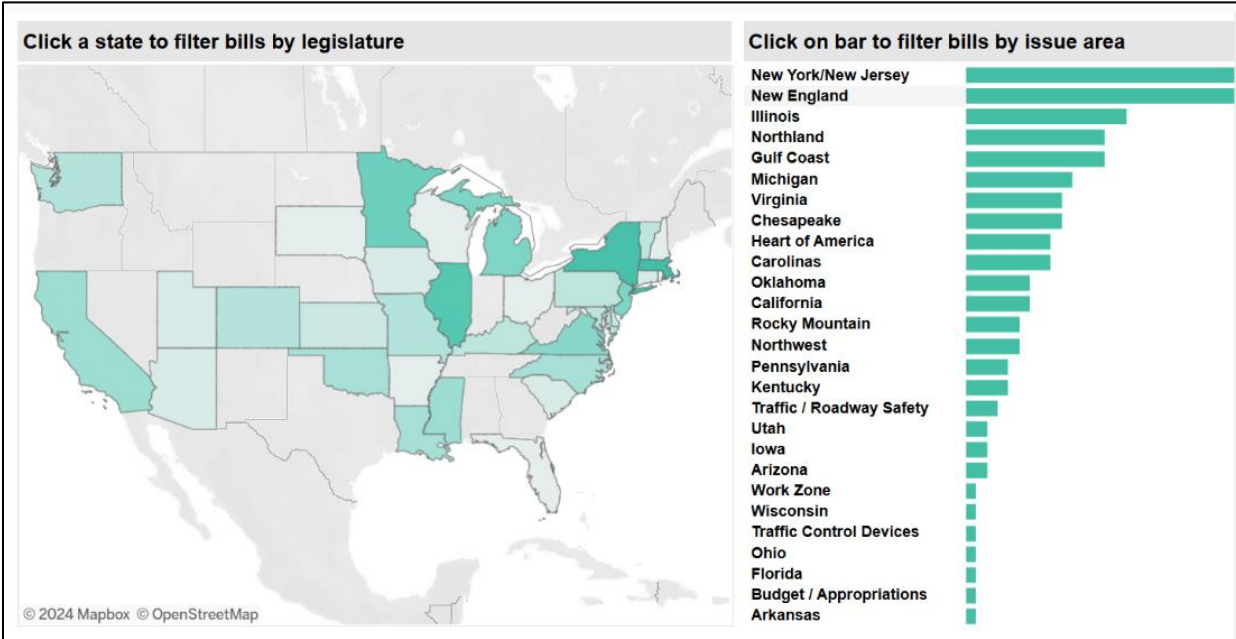 Click a state to filter bills by legislature
© 2024 Mapbox © OpenStreetMap
Click on bar to filter bills by issue area
New York/New Jersey
New England
Illinois
Northland
Gulf Coast
Michigan
Virginia
Chesapeake
Heart of America
Carolinas
Oklahoma
California
Rocky Mountain
Northwest
Pennsylvania
Kentucky
Traffic / Roadway Safety
Utah
Iowa
Arizona
Work Zone
Wisconsin
Traffic Control Devices
Ohio
Florida
Budget / Appropriations
Arkansas